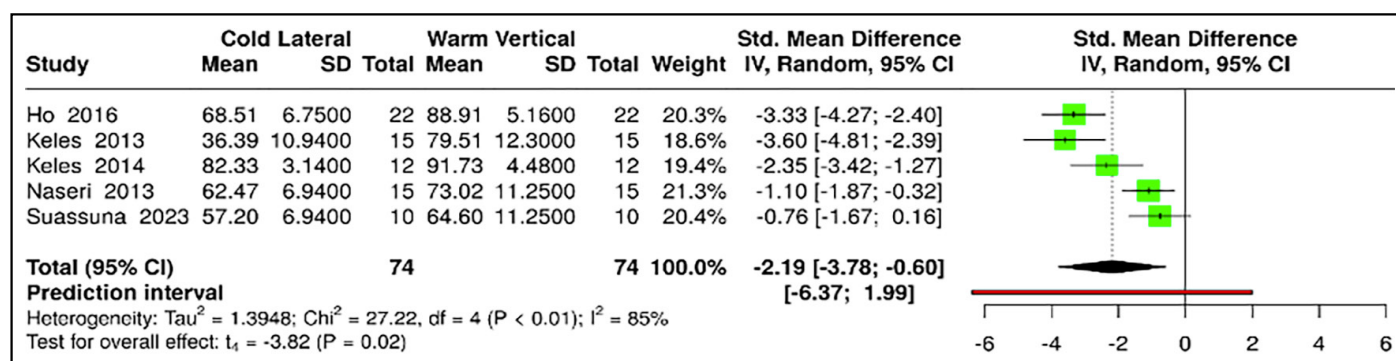 Cold Lateral Warm Vertical Std. Mean Difference Std. Mean Difference
Study Mean SD Total Mean SD Total Weight IV, Random, 95% CI IV, Random, 95% CI
Ho 2016 68.51 6.7500 22 88.91 5.1600 22 20.3% -3.33 [-4.27; -2.40]
Keles 2013 36.39 10.9400 15 79.51 12.3000 15 18.6% -3.60 [-4.81; -2.39]
Keles 2014 82.33 3.1400 12 91.73 4.4800 12 19.4% -2.35 [-3.42; -1.27]
Naseri 2013 62.47 6.9400 15 73.02 11.2500 15 21.3% -1.10 [-1.87; -0.32]
Suassuna 2023 57.20 6.9400 10 64.60 11.2500 10 20.4% -0.76 [-1.67; 0.16]
Total (95% CI) 74 74 100.0% -2.19 [-3.78; -0.60]
Prediction interval [-6.37; 1.99]
Heterogeneity: Tau² = 1.3948; Chi² = 27.22, df = 4 (P < 0.01); I² = 85%
Test for overall effect: t₄ = -3.82 (P = 0.02)
-6 -4 -2 0 2 4 6